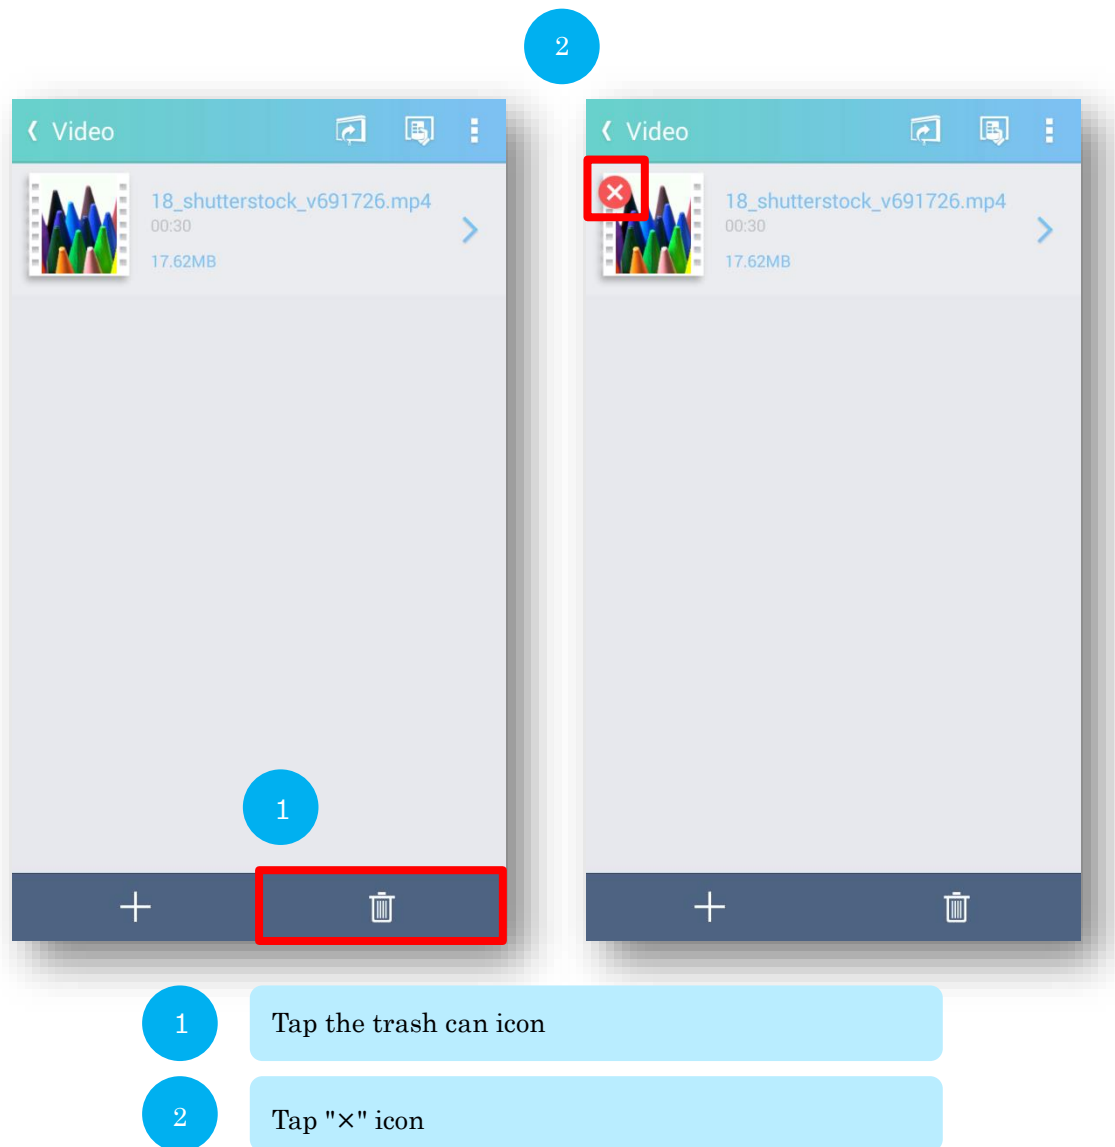 2
Video
18_shutterstock_v691726.mp4
00:30
17.62MB
1
Video
18_shutterstock_v691726.mp4
00:30
17.62MB
1
Tap the trash can icon
2
Tap "×" icon